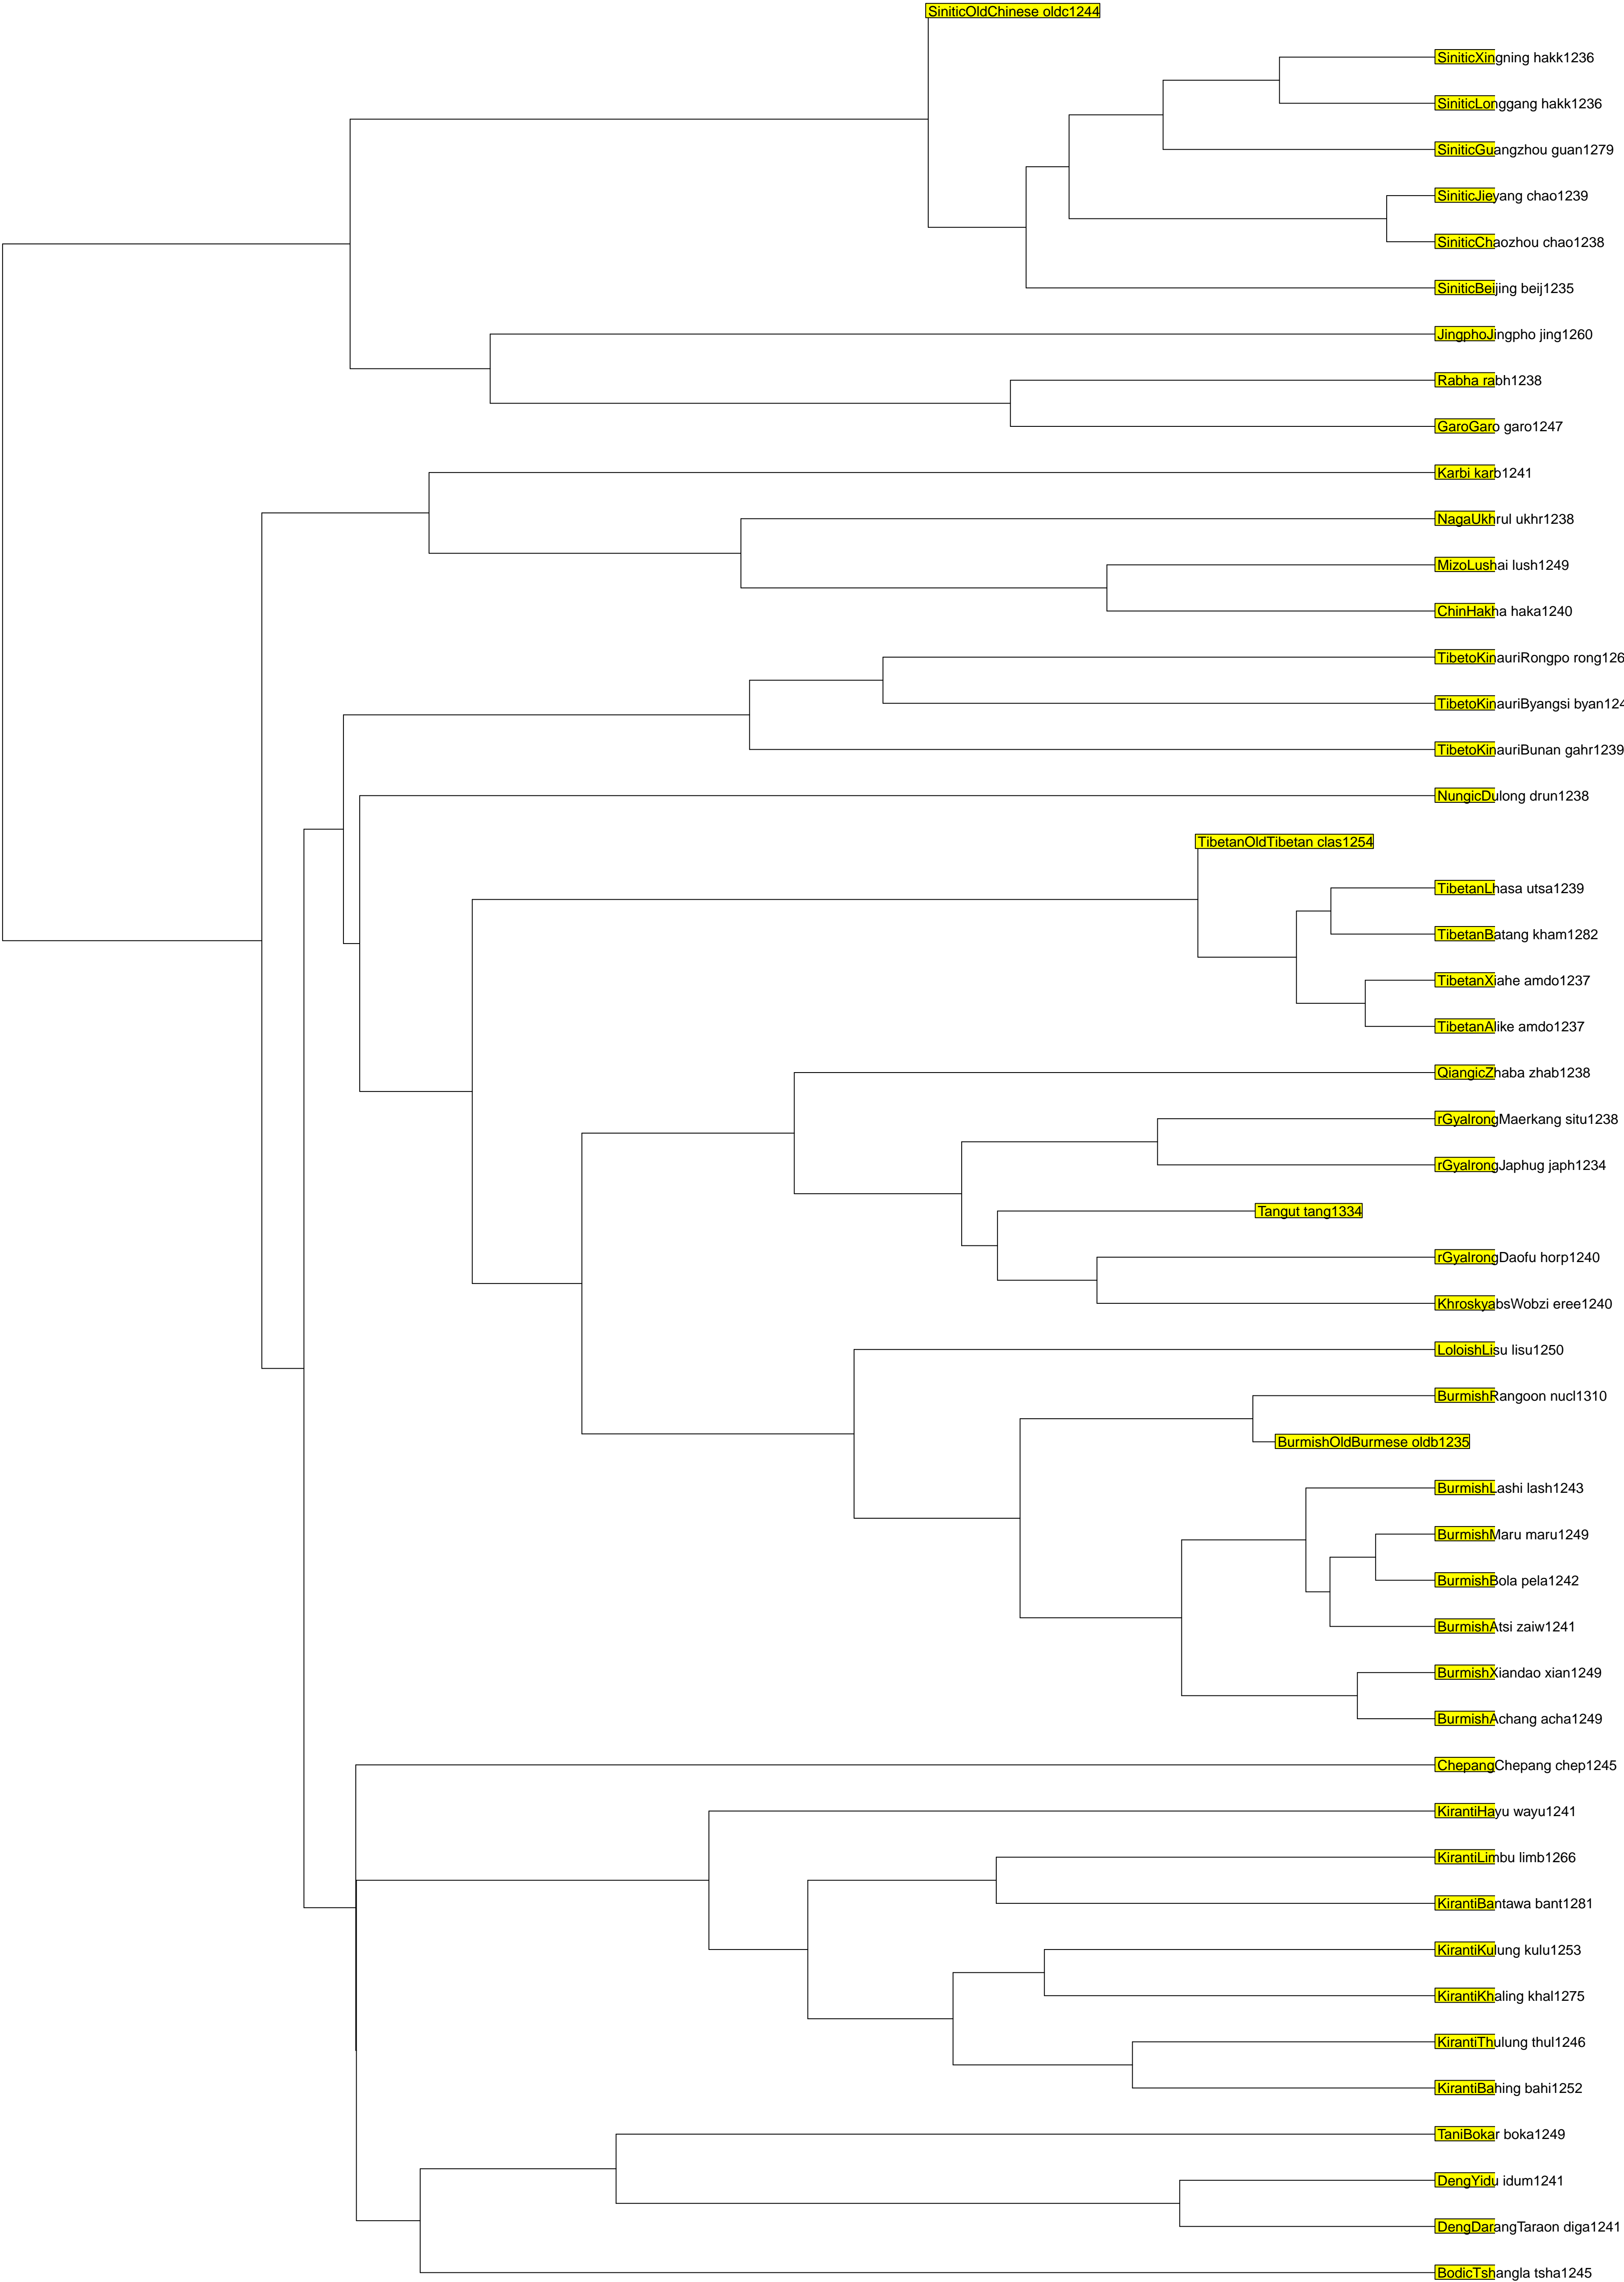 SiniticOldChinese oldc1244
SiniticXingning hakk1236
SiniticLonggang hakk1236
SiniticGuangzhou guan1279
SiniticJieyang chao1239
SiniticChaozhou chao1238
SiniticBeijing beij1235
JingphoJingpho jing1260
Rabha rabh1238
GaroGaro garo1247
Karbi karb1241
NagaUkhrul ukhr1238
MizoLushai lush1249
ChinHakha haka1240
TibetoKinauriRongpo rong126
TibetoKinauriByangsi byan124
TibetoKinauriBunan gahr1239
NungicDulong drun1238
TibetanOldTibetan clas1254
TibetanLhasa utsa1239
TibetanBatang kham1282
TibetanXiahe amdo1237
TibetanAlike amdo1237
QiangicZhaba zhab1238
rGyalrongMaerkang situ1238
rGyalrongJaphug japh1234
Tangut tang1334
rGyalrongDaofu horp1240
KhroskyabsWobzi eree1240
LoloishLisu lisu1250
BurmishRangoon nucl1310
BurmishOldBurmese oldb1235
BurmishLashi lash1243
BurmishMaru maru1249
BurmishBola pela1242
BurmishAtsi zaiw1241
BurmishXiandao xian1249
BurmishAchang acha1249
ChepangChepang chep1245
KirantiHayu wayu1241
KirantiLimbu limb1266
KirantiBantawa bant1281
KirantiKulung kulu1253
KirantiKhaling khal1275
KirantiThulung thul1246
KirantiBahing bahi1252
TaniBokar boka1249
DengYidu idum1241
DengDarangTaraon diga1241
BodicTshangla tsha1245